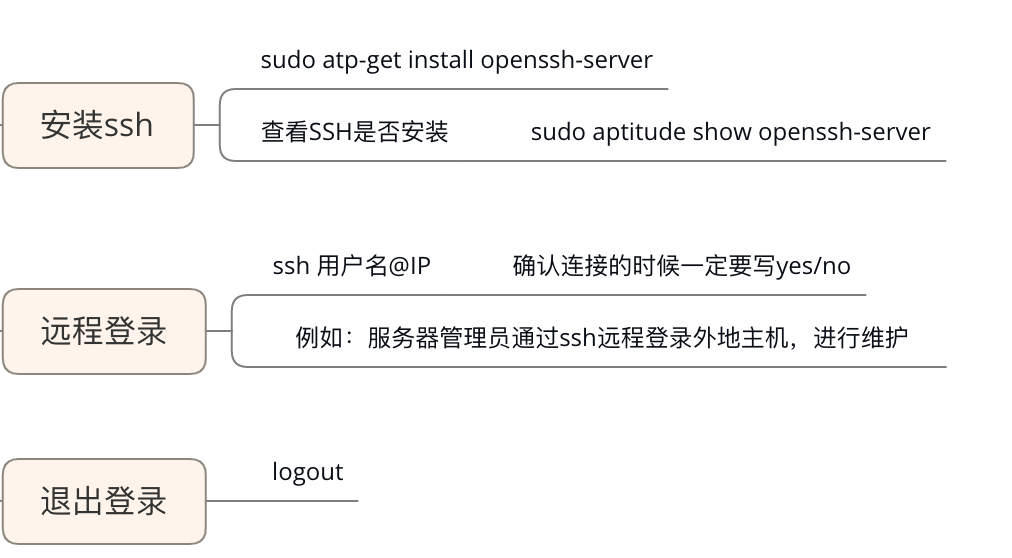 sudo atp-get install openssh-server
安装ssh
查看SSH是否安装 sudo aptitude show openssh-server
ssh 用户名@IP 确认连接的时候一定要写yes/no
远程登录
例如：服务器管理员通过ssh远程登录外地主机，进行维护
logout
退出登录